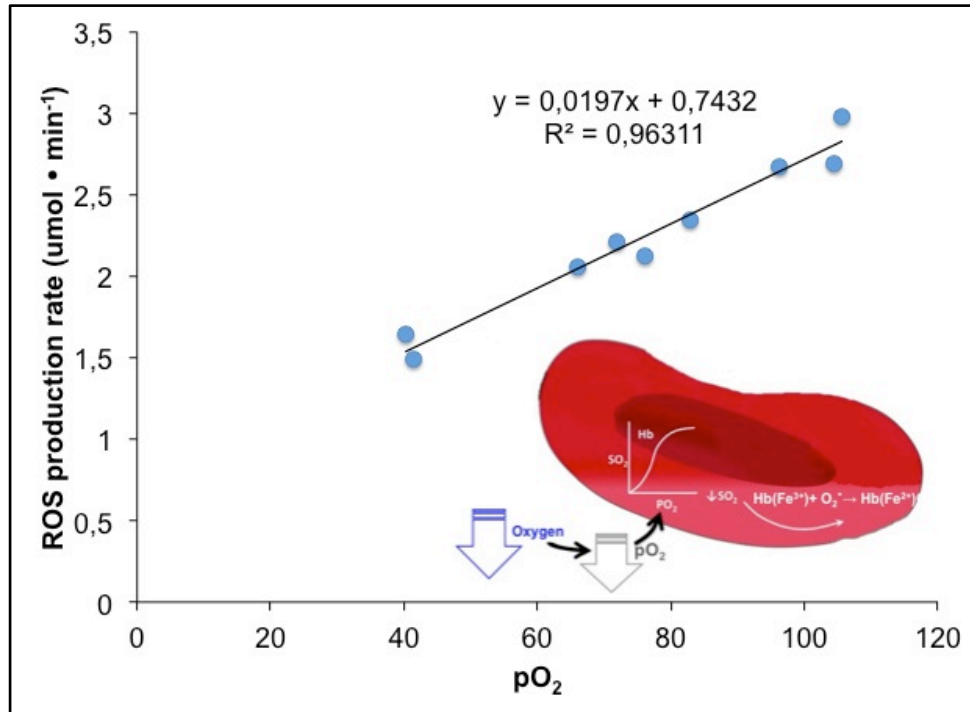 3,5
3
2,5
2
1,5
1
0,5
0
ROS production rate (umol • min⁻¹)
y = 0,0197x + 0,7432
R² = 0,96311
Hb
SO₂
PO₂
↓SO₂
Hb(Fe³⁺)+ O₂⁻→ Hb(Fe²⁺)
Oxygen
pO₂
0 20 40 60 80 100 120
pO₂